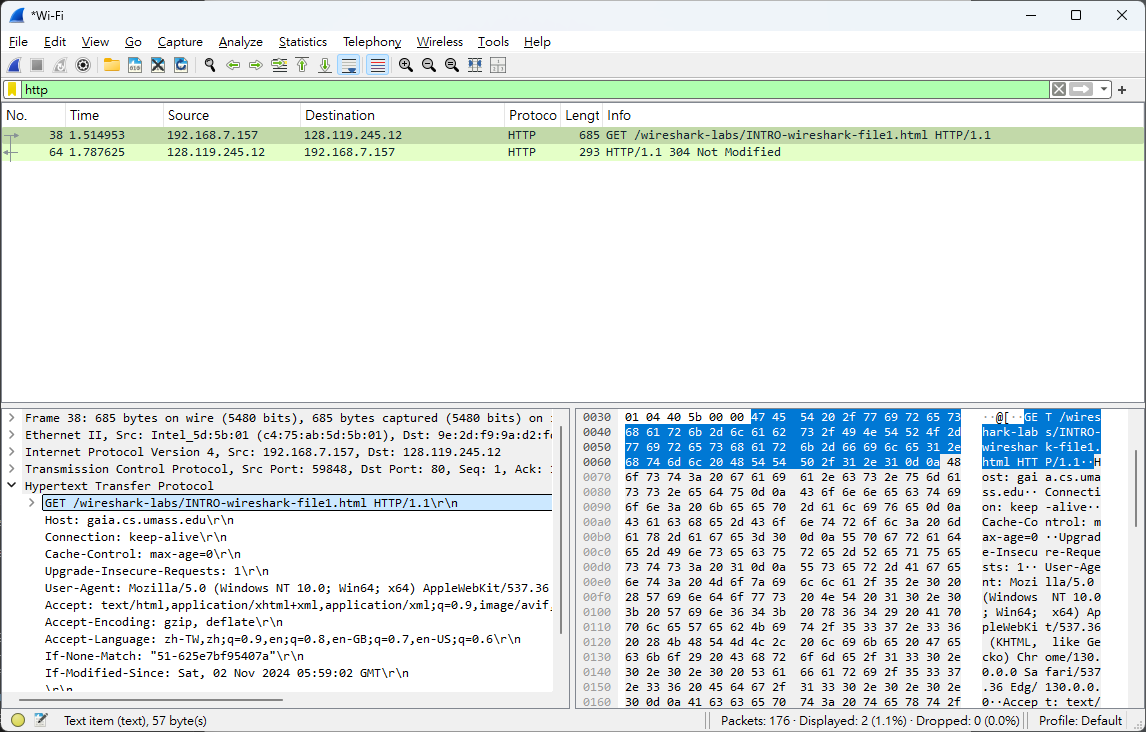 *Wi-Fi
File Edit View Go Capture Analyze Statistics Telephony Wireless Tools Help
http
No. Time Source Destination Protoco Lengt Info
38 1.514953 192.168.7.157 128.119.245.12 HTTP 685 GET /wireshark-labs/INTRO-wireshark-file1.html HTTP/1.1
64 1.787625 128.119.245.12 192.168.7.157 HTTP 293 HTTP/1.1 304 Not Modified
Frame 38: 685 bytes on wire (5480 bits), 685 bytes captured (5480 bits) on
Ethernet II, Src: Intel_5d:5b:01 (c4:75:ab:5d:5b:01), Dst: 9e:2d:f9:9a:d2:f
Internet Protocol Version 4, Src: 192.168.7.157, Dst: 128.119.245.12
Transmission Control Protocol, Src Port: 59848, Dst Port: 80, Seq: 1, Ack:
Hypertext Transfer Protocol
GET /wireshark-labs/INTRO-wireshark-file1.html HTTP/1.1\r\n
Host: gaia.cs.umass.edu\r\n
Connection: keep-alive\r\n
Cache-Control: max-age=0\r\n
Upgrade-Insecure-Requests: 1\r\n
User-Agent: Mozilla/5.0 (Windows NT 10.0; Win64; x64) AppleWebKit/537.36
Accept: text/html,application/xhtml+xml,application/xml;q=0.9,image/avif,
Accept-Encoding: gzip, deflate\r\n
Accept-Language: zh-TW,zh;q=0.9,en;q=0.8,en-GB;q=0.7,en-US;q=0.6\r\n
If-None-Match: "51-625e7bf95407a"\r\n
If-Modified-Since: Sat, 02 Nov 2024 05:59:02 GMT\r\n
\r\n
0030 01 04 40 5b 00 00 47 45 54 20 2f 77 69 72 65 73 ··@[··GE T /wires
0040 68 61 72 6b 2d 6c 61 62 73 2f 49 4e 54 52 4f 2d hark-lab s/INTRO-
0050 77 69 72 65 73 68 61 72 6b 2d 66 69 6c 65 31 2e wireshar k-file1.
0060 68 74 6d 6c 20 48 54 54 50 2f 31 2e 31 0d 0a 48 html HTT P/1.1··H
0070 6f 73 74 3a 20 67 61 69 61 2e 63 73 2e 75 6d 61 ost: gai a.cs.uma
0080 73 73 2e 65 64 75 0d 0a 43 6f 6e 6e 65 63 74 69 ss.edu·· Connecti
0090 6f 6e 3a 20 6b 65 65 70 2d 61 6c 69 76 65 0d 0a on: keep -alive··
00a0 43 61 63 68 65 2d 43 6f 6e 74 72 6f 6c 3a 20 6d Cache-Co ntrol: m
00b0 61 78 2d 61 67 65 3d 30 0d 0a 55 70 67 72 61 64 ax-age=0 ··Upgrad
00c0 65 2d 49 6e 73 65 63 75 72 65 2d 52 65 71 75 65 e-Insecu re-Reque
00d0 73 74 73 3a 20 31 0d 0a 55 73 65 72 2d 41 67 65 sts: 1·· User-Age
00e0 6e 74 3a 20 4d 6f 7a 69 6c 6c 61 2f 35 2e 30 20 nt: Mozi lla/5.0
00f0 28 57 69 6e 64 6f 77 73 20 4e 54 20 31 30 2e 30 (Windows NT 10.0
0100 3b 20 57 69 6e 36 34 3b 20 78 36 34 29 20 41 70 ; Win64; x64) Ap
0110 70 6c 65 57 65 62 4b 69 74 2f 35 33 37 2e 33 36 pleWebKi t/537.36
0120 20 28 4b 48 54 4d 4c 2c 20 6c 69 6b 65 20 47 65 (KHTML, like Ge
0130 63 6b 6f 29 20 43 68 72 6f 6d 65 2f 31 33 30 2e cko) Chr ome/130.
0140 30 2e 30 2e 30 20 53 61 66 61 72 69 2f 35 33 37 0.0.0 Sa fari/537
0150 2e 33 36 20 45 64 67 2f 31 33 30 2e 30 2e 30 2e .36 Edg/ 130.0.0.
0160 30 0d 0a 41 63 63 65 70 74 3a 20 74 65 78 74 2f 0··Accep t: text/
Text item (text), 57 byte(s) Packets: 176 · Displayed: 2 (1.1%) · Dropped: 0 (0.0%) Profile: Default